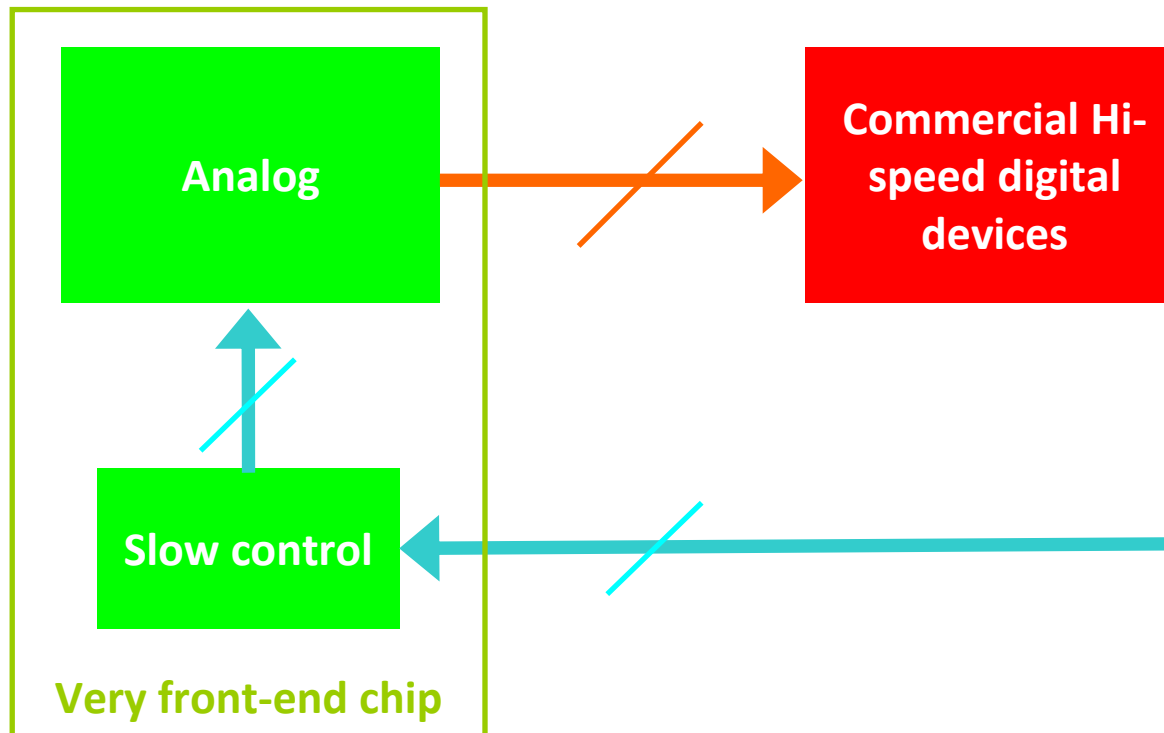 Analog
Commercial Hi-
speed digital
devices
Slow control
Very front-end chip